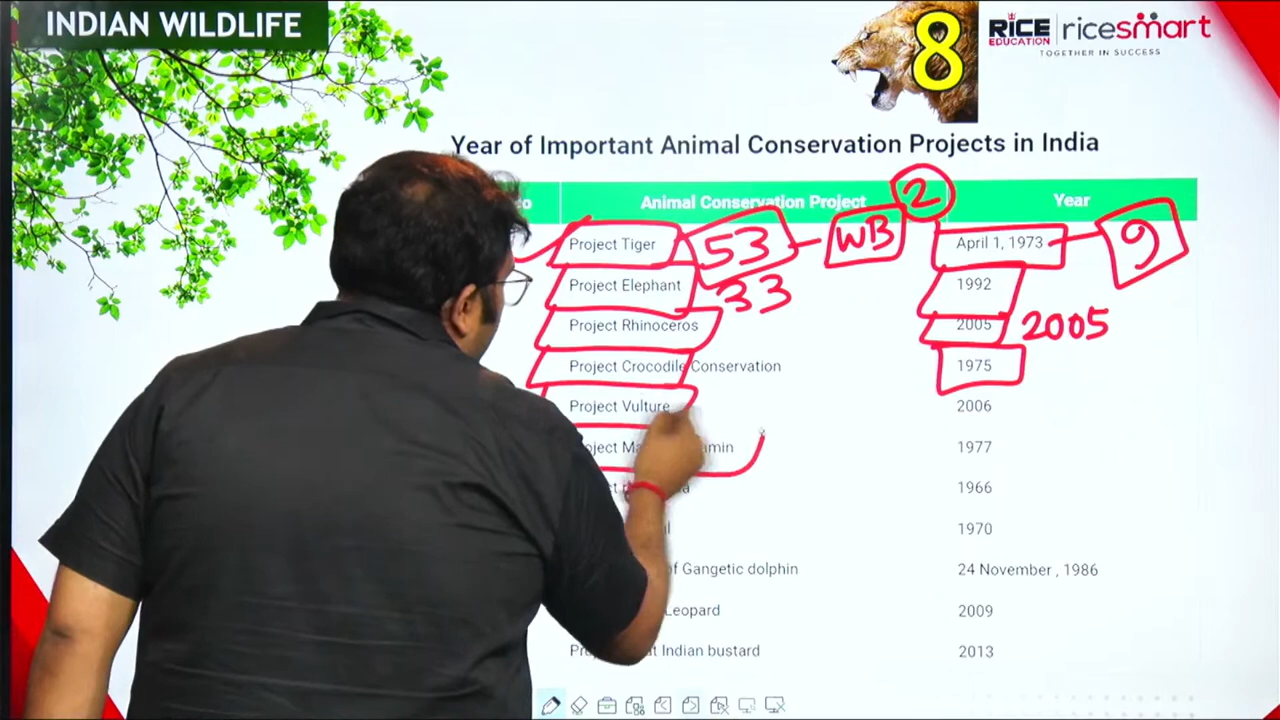 INDIAN WILDLIFE
8
RICE EDUCATION | ricesmart
TOGETHER IN SUCCESS
Year of Important Animal Conservation Projects in India
Animal Conservation Project 2 Year
Project Tiger 53 - WB April 1, 1973 - 9
Project Elephant 33 1992
Project Rhinoceros 2005 2005
Project Crocodile Conservation 1975
Project Vulture 2006
1977
1966
1970
of Gangetic dolphin 24 November , 1986
Leopard 2009
Indian bustard 2013